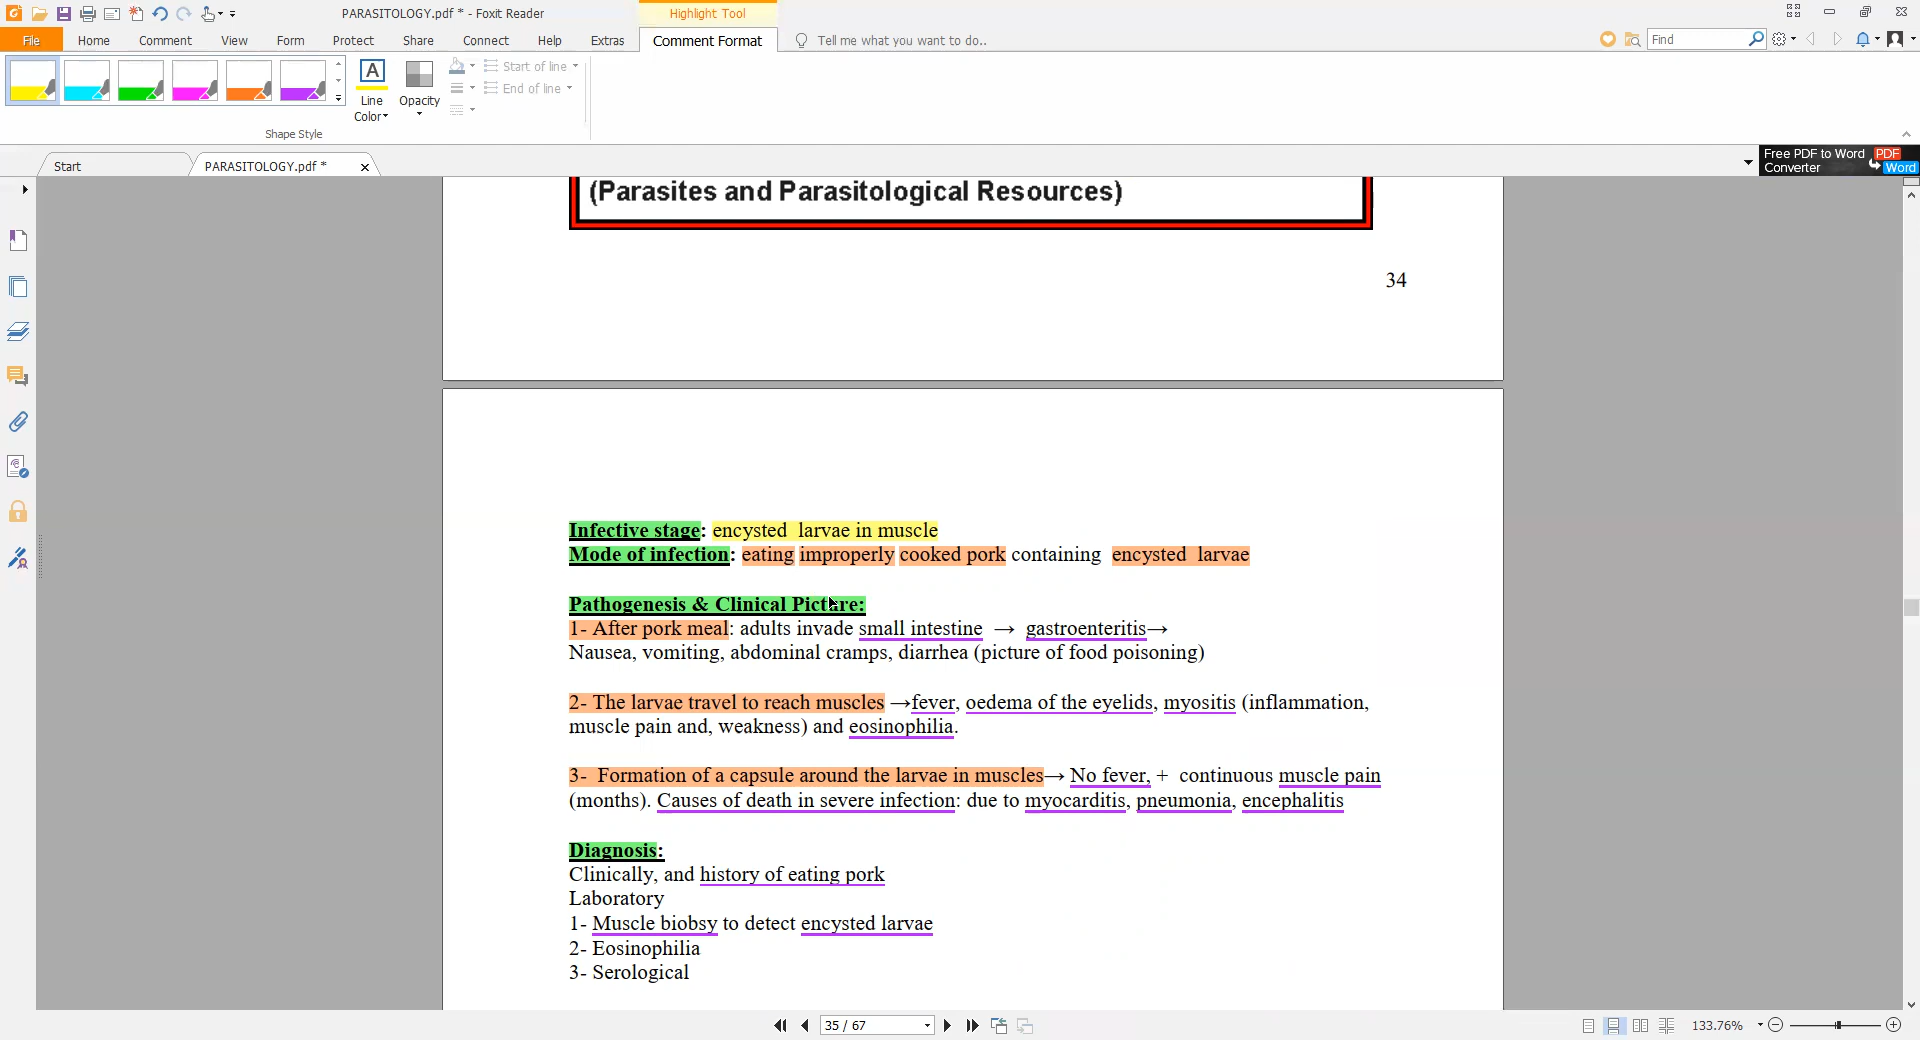 PARASITOLOGY.pdf * - Foxit Reader
Highlight Tool
File Home Comment View Form Protect Share Connect Help Extras Comment Format Tell me what you want to do..
Find
Line Color
Opacity
Start of line
End of line
Shape Style
Start
PARASITOLOGY.pdf *
Free PDF to Word PDF
Converter Word
(Parasites and Parasitological Resources)
34
Infective stage: encysted larvae in muscle
Mode of infection: eating improperly cooked pork containing encysted larvae
Pathogenesis & Clinical Picture:
1- After pork meal: adults invade small intestine → gastroenteritis→
Nausea, vomiting, abdominal cramps, diarrhea (picture of food poisoning)
2- The larvae travel to reach muscles →fever, oedema of the eyelids, myositis (inflammation,
muscle pain and, weakness) and eosinophilia.
3- Formation of a capsule around the larvae in muscles→ No fever, + continuous muscle pain
(months). Causes of death in severe infection: due to myocarditis, pneumonia, encephalitis
Diagnosis:
Clinically, and history of eating pork
Laboratory
1- Muscle biobsy to detect encysted larvae
2- Eosinophilia
3- Serological
35 / 67
133.76%